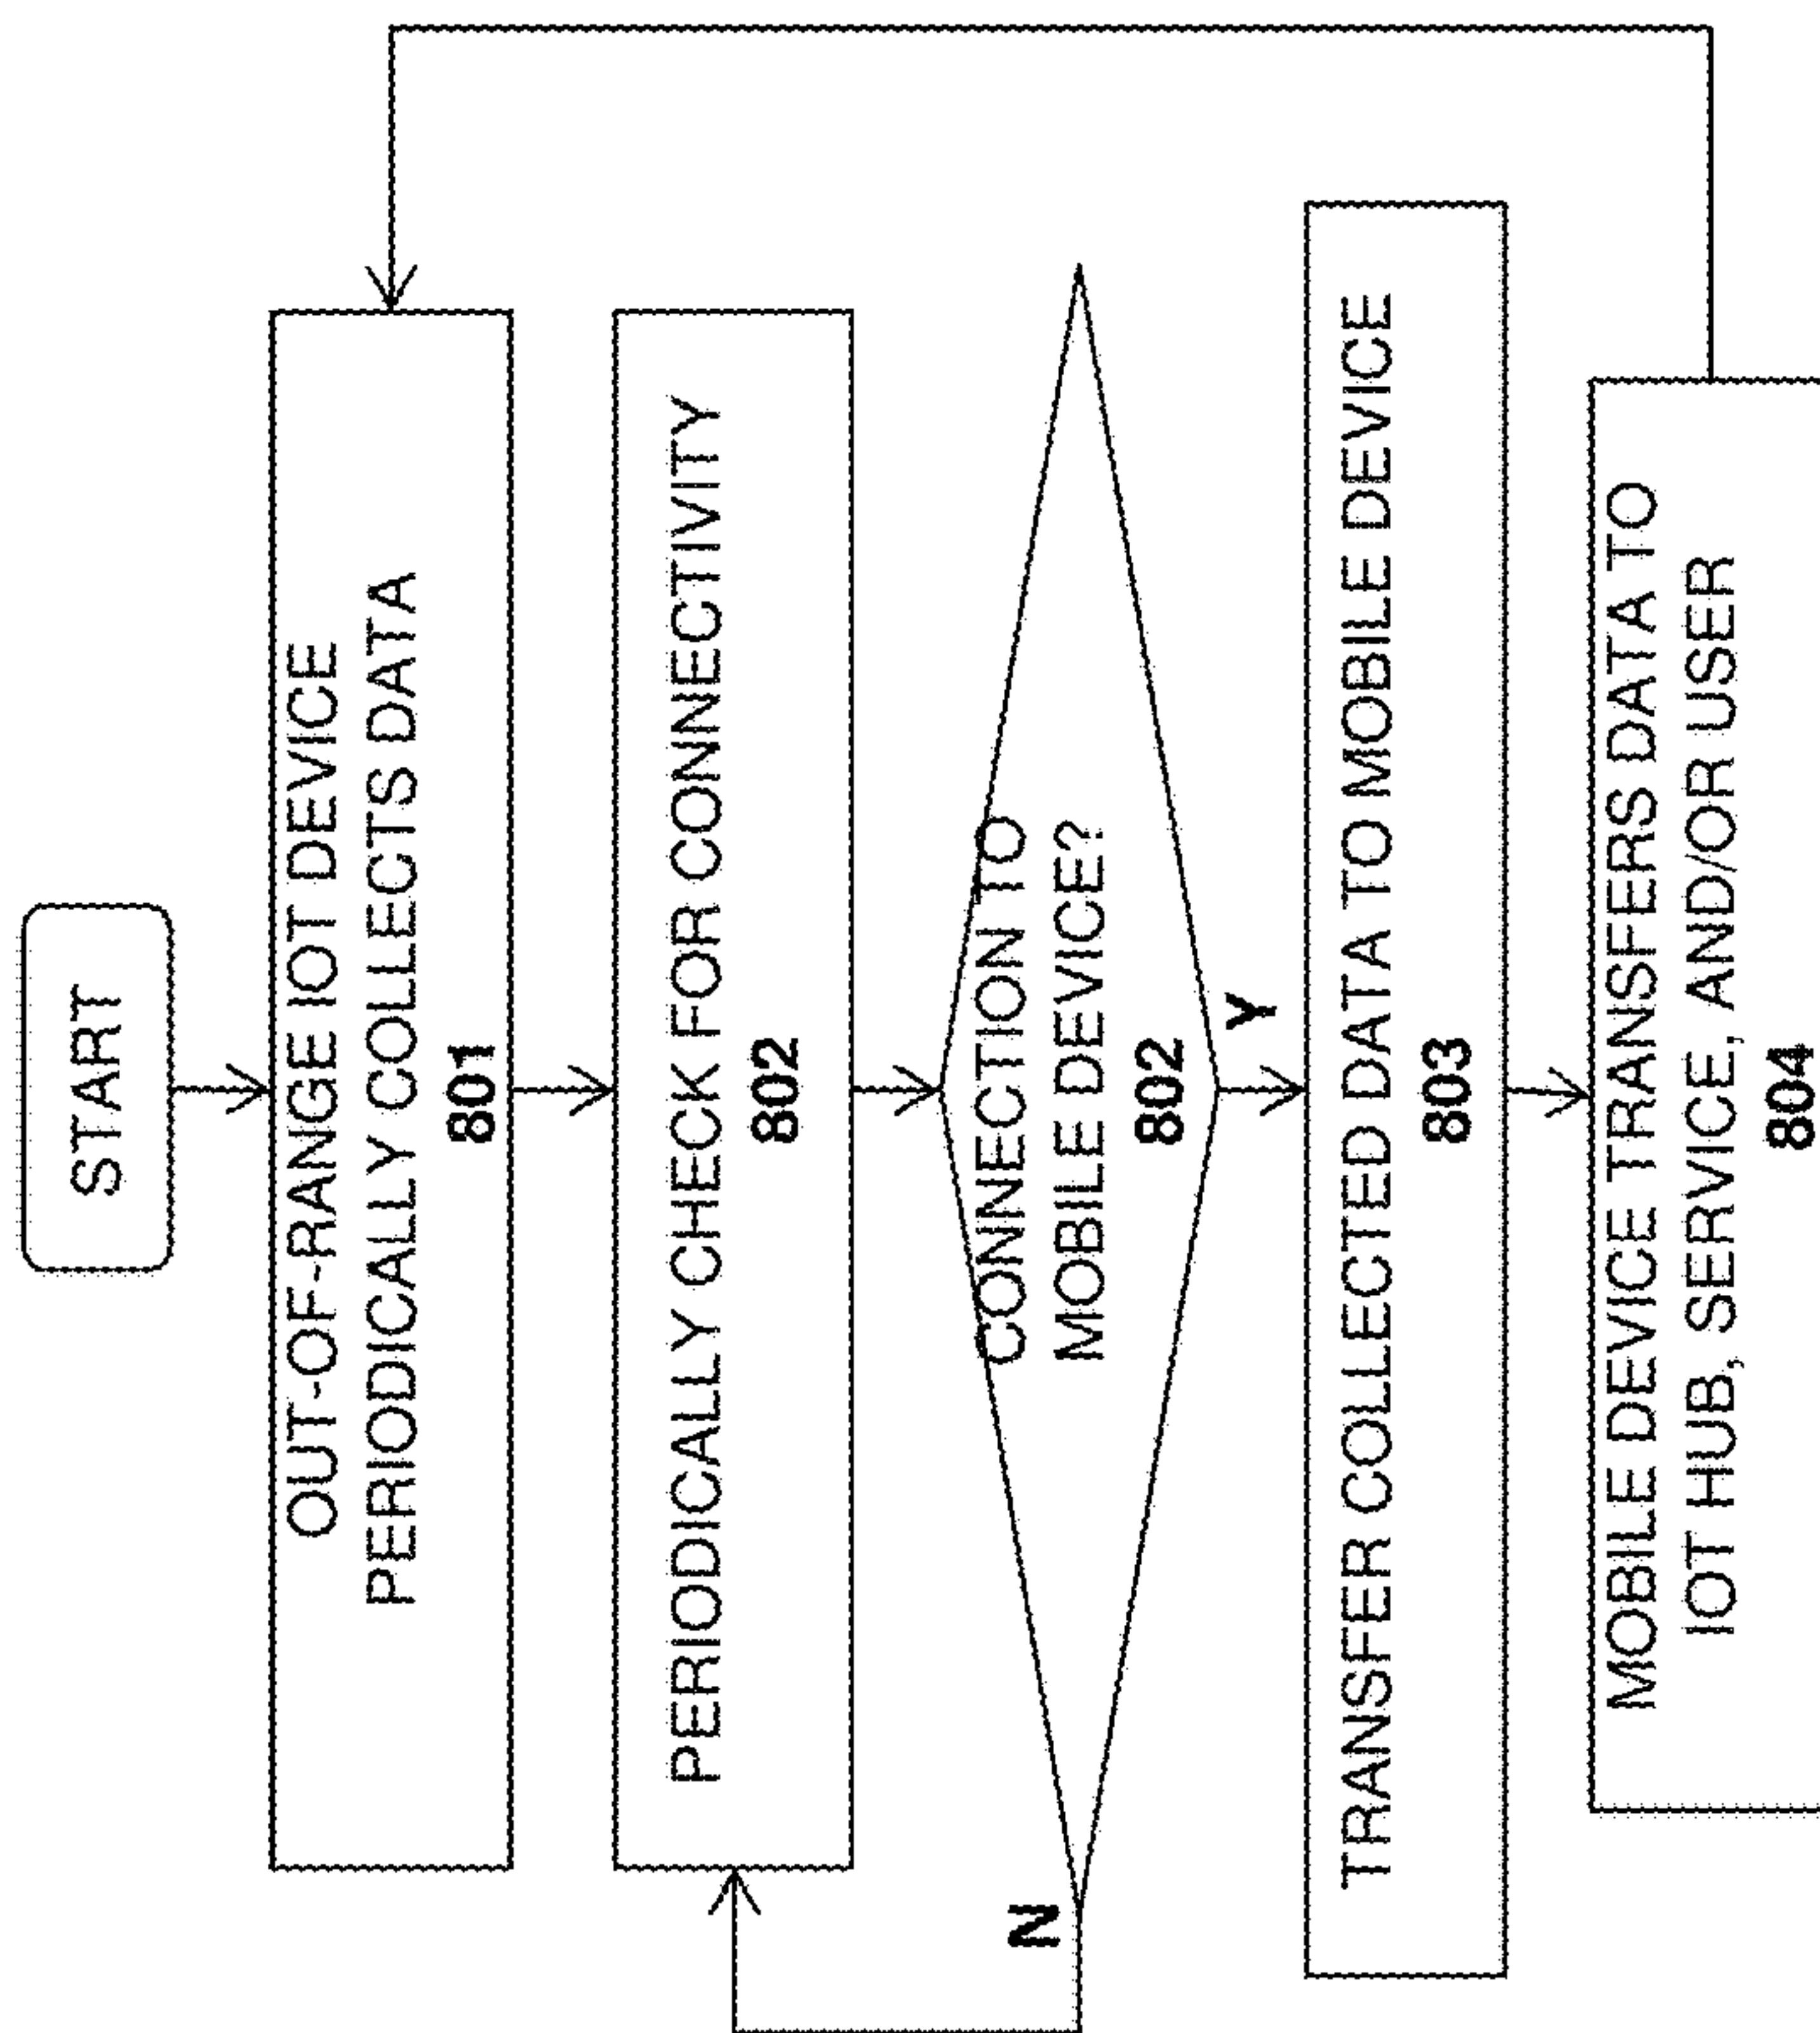 START
OUT-OF-RANGE IOT DEVICE
PERIODICALLY COLLECTS DATA
801
PERIODICALLY CHECK FOR CONNECTIVITY
802
CONNECTION TO
MOBILE DEVICE?
802
N
Y
TRANSFER COLLECTED DATA TO MOBILE DEVICE
803
MOBILE DEVICE TRANSFERS DATA TO
IOT HUB, SERVICE, AND/OR USER
804